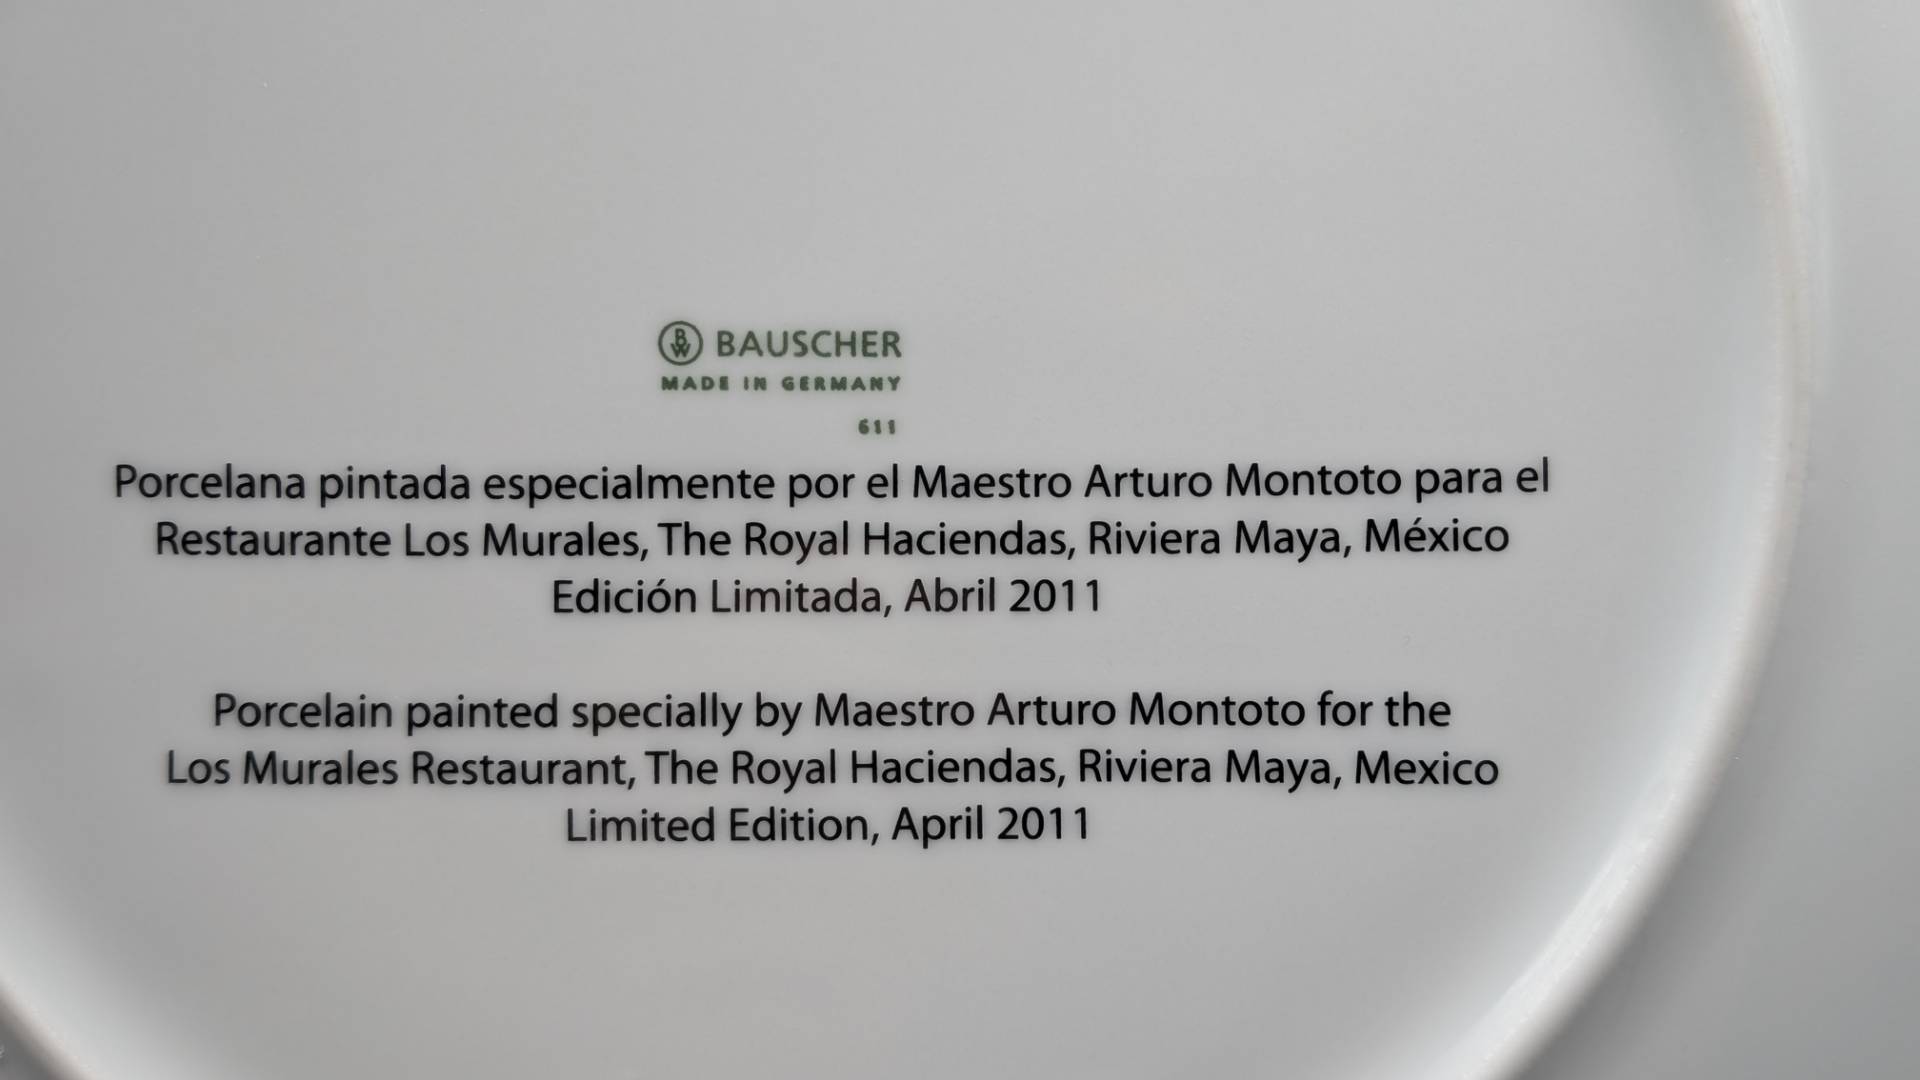 BW BAUSCHER
MADE IN GERMANY
611
Porcelana pintada especialmente por el Maestro Arturo Montoto para el
Restaurante Los Murales, The Royal Haciendas, Riviera Maya, México
Edición Limitada, Abril 2011
Porcelain painted specially by Maestro Arturo Montoto for the
Los Murales Restaurant, The Royal Haciendas, Riviera Maya, Mexico
Limited Edition, April 2011